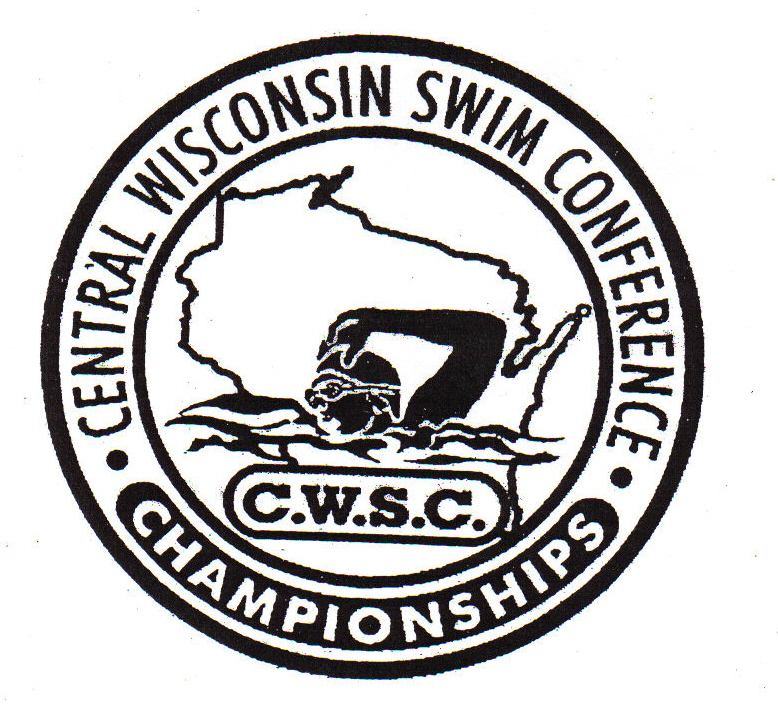 • CENTRAL WISCONSIN SWIM CONFERENCE •
C.W.S.C.
CHAMPIONSHIPS